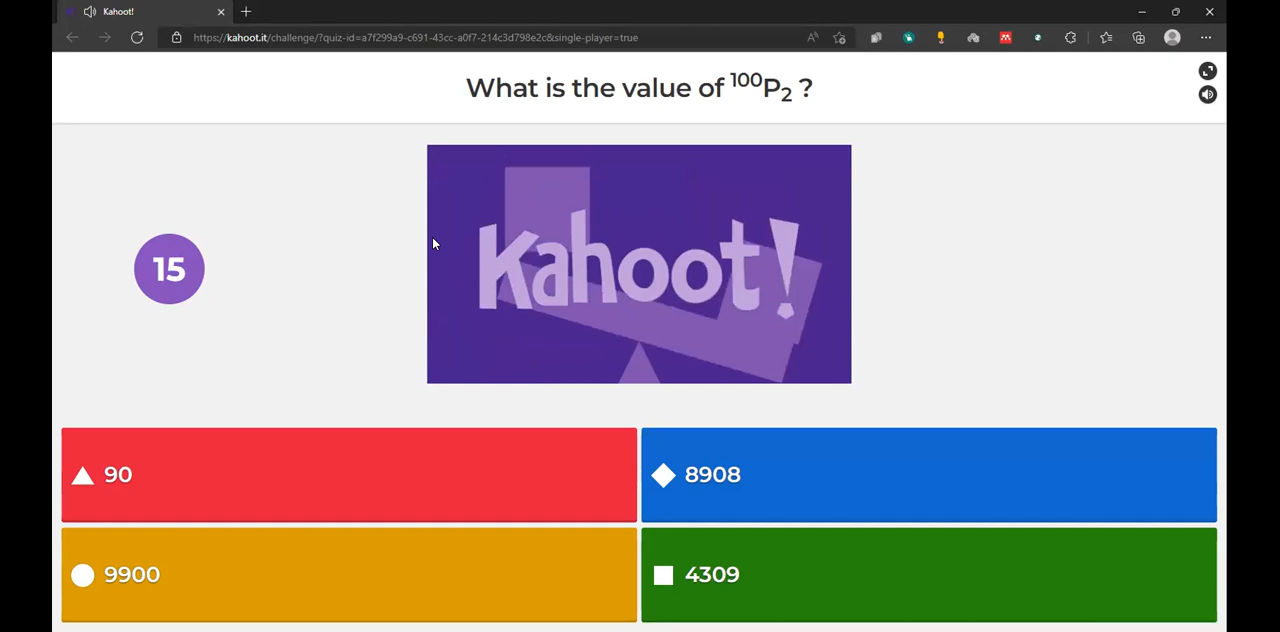 Kahoot!
https://kahoot.it/challenge/?quiz-id=a7f299a9-c691-43cc-a0f7-214c3d798e2c&single-player=true
What is the value of ¹⁰⁰P₂ ?
15
Kahoot!
90
8908
9900
4309